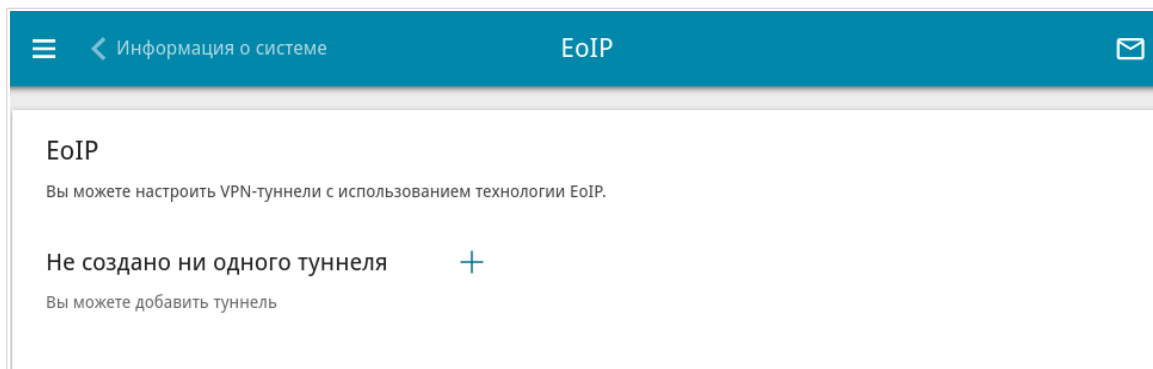 Информация о системе
EoIP
EoIP
Вы можете настроить VPN-туннели с использованием технологии EoIP.
Не создано ни одного туннеля
Вы можете добавить туннель